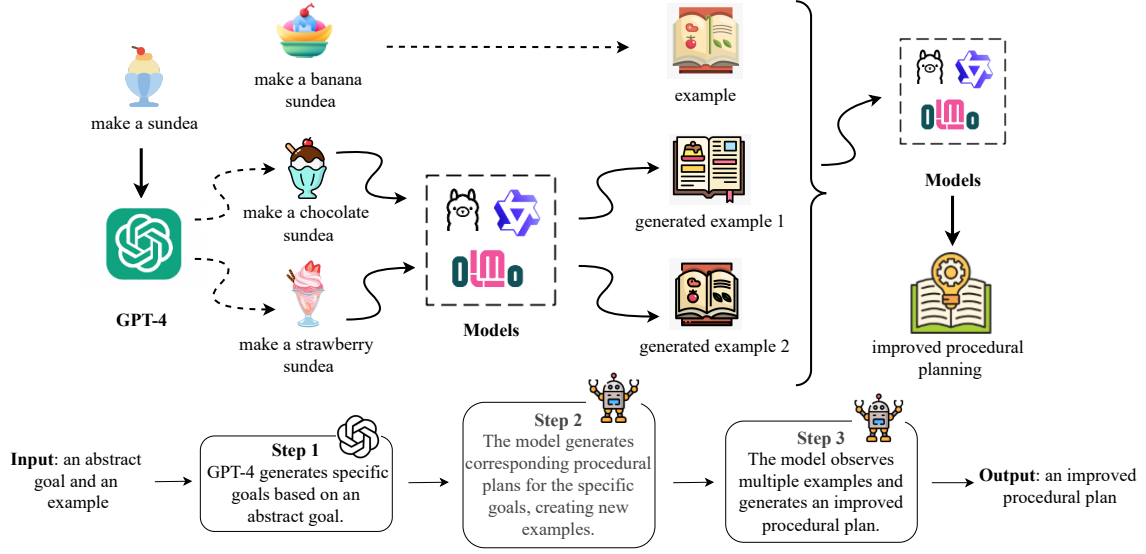 make a sundea
make a banana
sundea
example
make a chocolate
sundea
GPT-4
make a strawberry
sundea
OLMo
Models
generated example 1
generated example 2
OLMo
Models
improved procedural
planning
Input: an abstract
goal and an
example
Step 1
GPT-4 generates specific
goals based on an
abstract goal.
Step 2
The model generates
corresponding procedural
plans for the specific
goals, creating new
examples.
Step 3
The model observes
multiple examples and
generates an improved
procedural plan.
Output: an improved
procedural plan